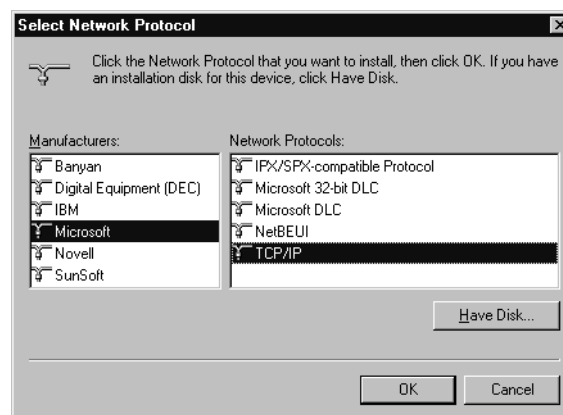 Select Network Protocol
Click the Network Protocol that you want to install, then click OK. If you have
an installation disk for this device, click Have Disk.
Manufacturers:
Banyan
Digital Equipment (DEC)
IBM
Microsoft
Novell
SunSoft
Network Protocols:
IPX/SPX-compatible Protocol
Microsoft 32-bit DLC
Microsoft DLC
NetBEUI
TCP/IP
Have Disk...
OK
Cancel